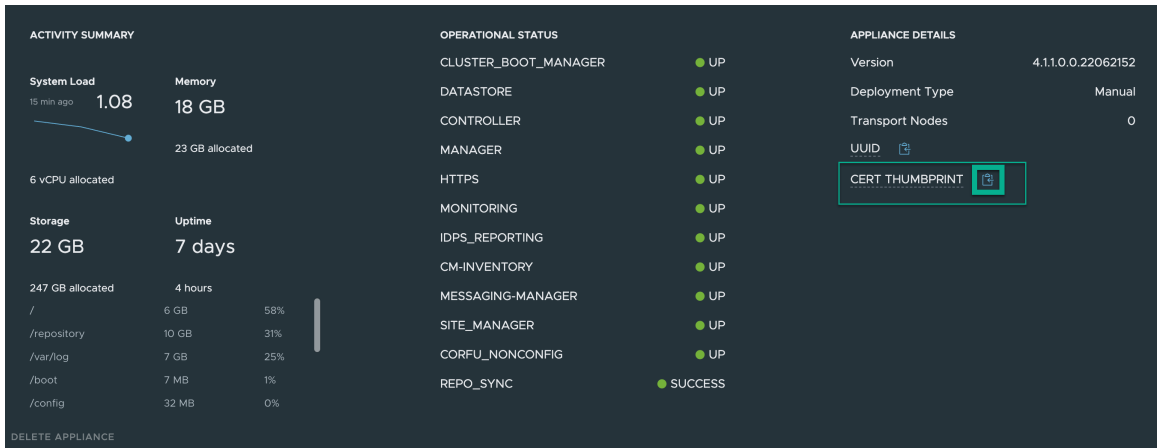 ACTIVITY SUMMARY
System Load
15 min ago 1.08
Memory
18 GB
23 GB allocated
6 vCPU allocated
Storage
22 GB
247 GB allocated
Uptime
7 days
4 hours
/ 6 GB 58%
/repository 10 GB 31%
/var/log 7 GB 25%
/boot 7 MB 1%
/config 32 MB 0%
DELETE APPLIANCE
OPERATIONAL STATUS
CLUSTER_BOOT_MANAGER UP
DATASTORE UP
CONTROLLER UP
MANAGER UP
HTTPS UP
MONITORING UP
IDPS_REPORTING UP
CM-INVENTORY UP
MESSAGING-MANAGER UP
SITE_MANAGER UP
CORFU_NONCONFIG UP
REPO_SYNC SUCCESS
APPLIANCE DETAILS
Version 4.1.1.0.0.22062152
Deployment Type Manual
Transport Nodes 0
UUID
CERT THUMBPRINT